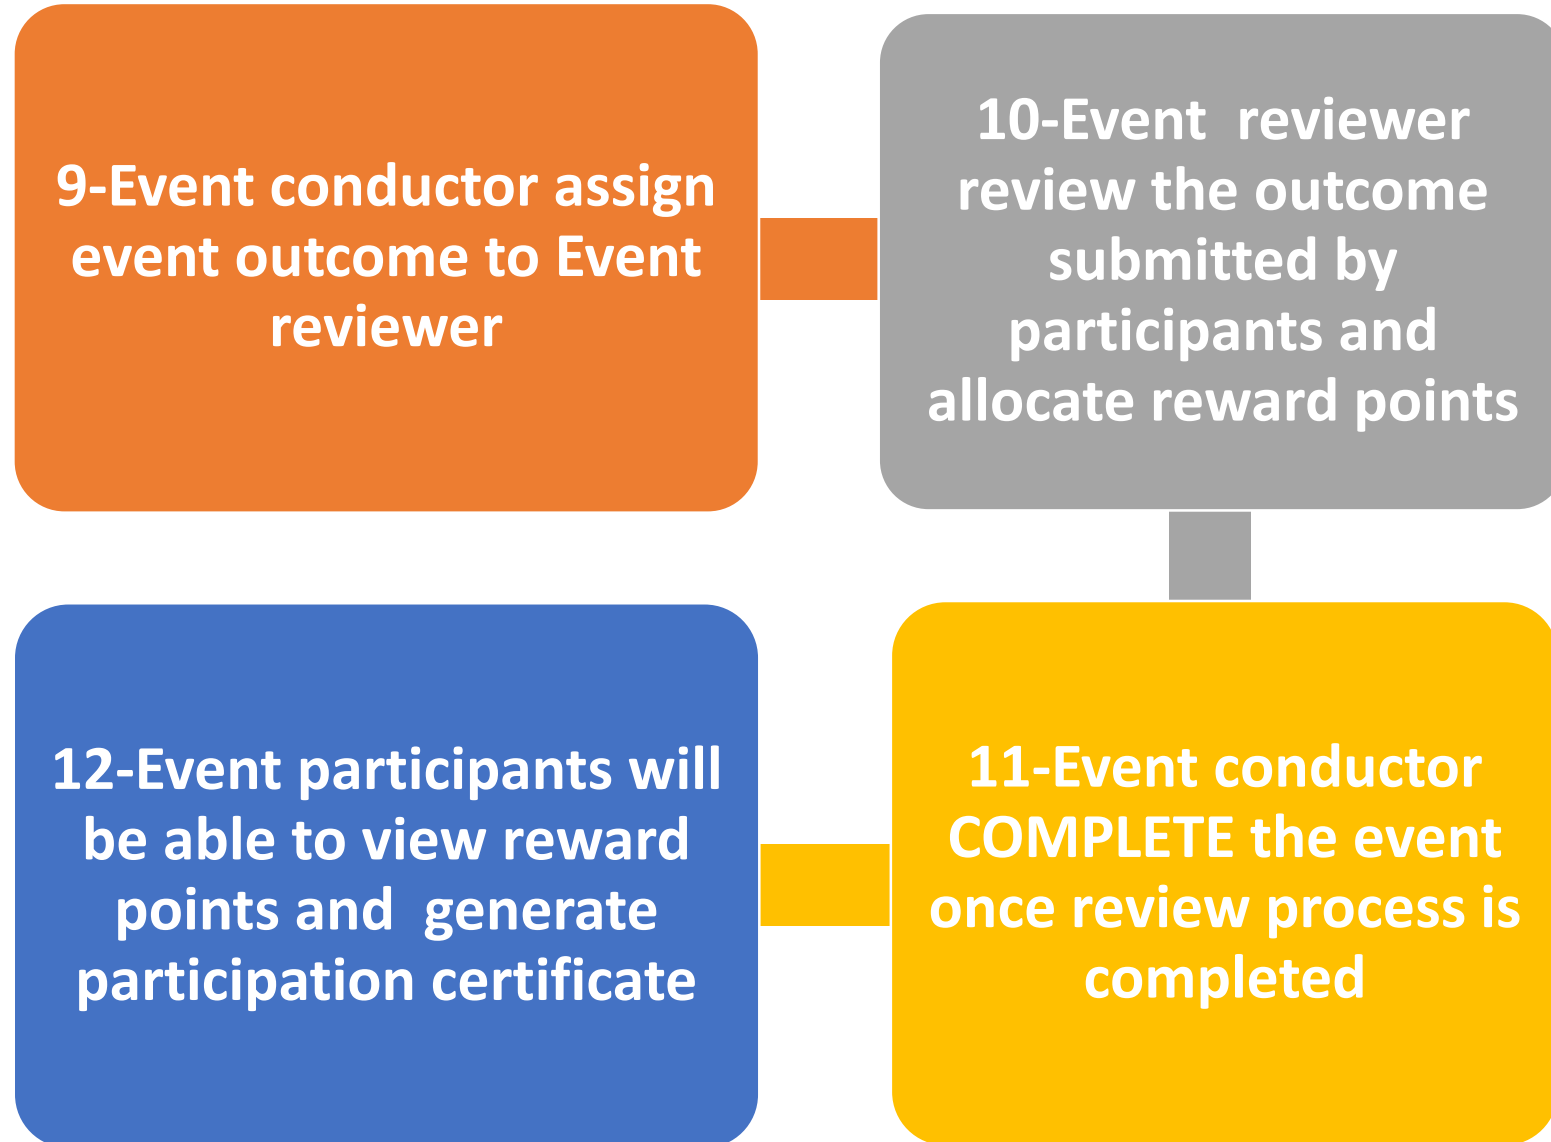 9-Event conductor assign
event outcome to Event
reviewer
10-Event  reviewer
review the outcome
submitted by
participants and
allocate reward points
11-Event conductor
COMPLETE the event
once review process is
completed
12-Event participants will
be able to view reward
points and  generate
participation certificate